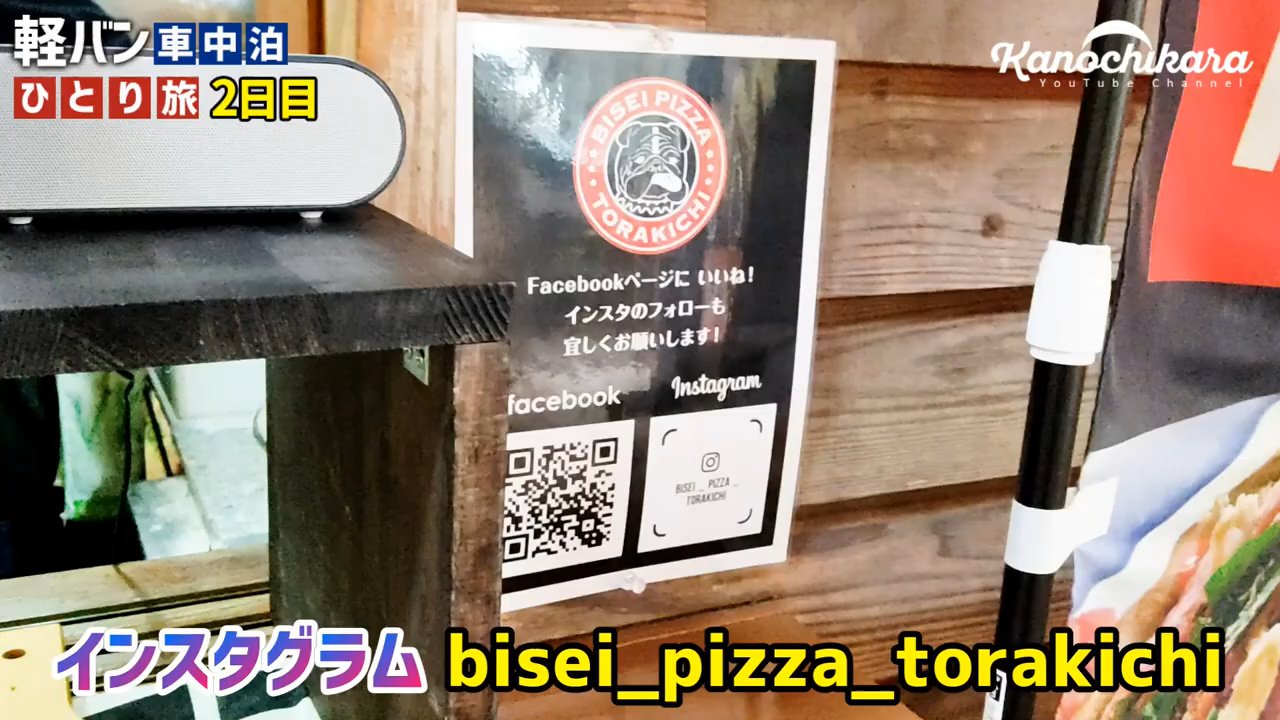 軽バン車中泊
ひとり旅 2日目
Kanochikara
YouTube Channel
BISEI PIZZA
TORAKICHI
Facebookページに いいね!
インスタのフォローも
宜しくお願いします!
facebook
Instagram
BISEI _ PIZZA _
TORAKICHI
インスタグラム bisei_pizza_torakichi